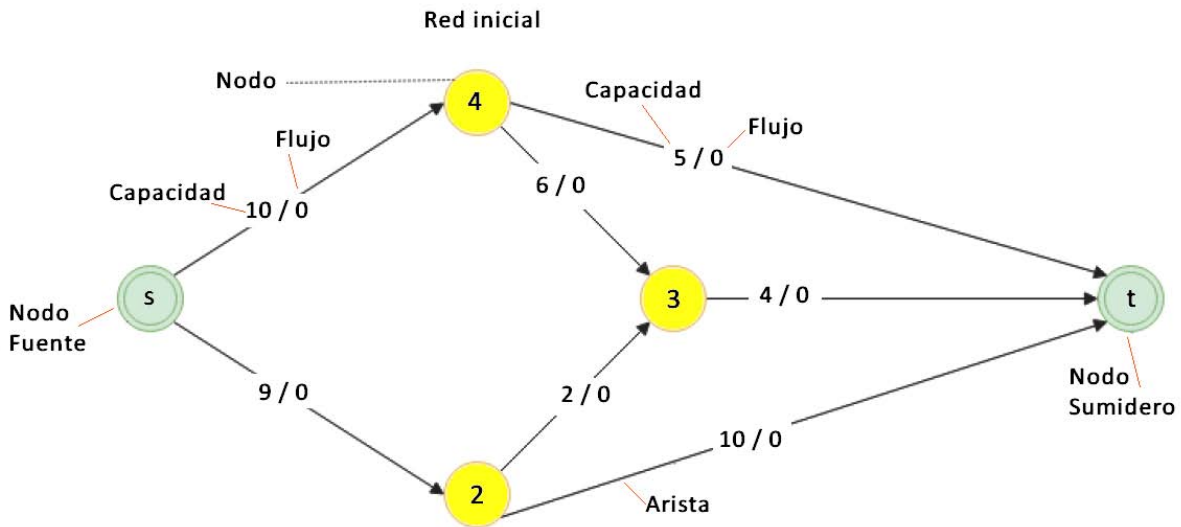 Red inicial
Nodo
4
Capacidad
Flujo
5 / 0
Flujo
6 / 0
Capacidad
10 / 0
s
3
4 / 0
t
Nodo
Fuente
9 / 0
2 / 0
Nodo
Sumidero
10 / 0
2
Arista